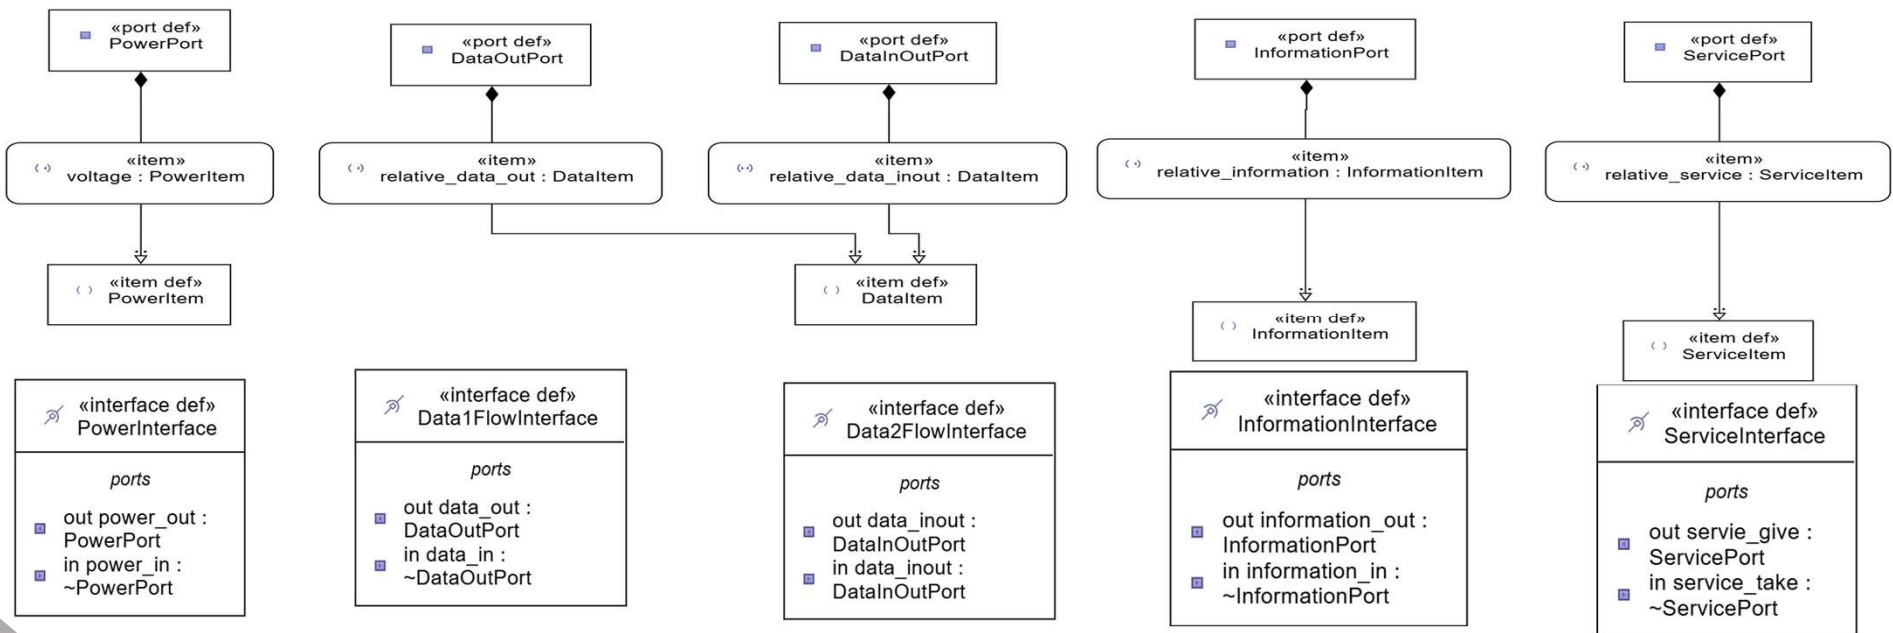 «port def»
PowerPort
«port def»
DataOutPort
«port def»
DataInOutPort
«port def»
InformationPort
«port def»
ServicePort
«item»
voltage : PowerItem
«item»
relative_data_out : DataItem
«item»
relative_data_inout : DataItem
«item»
relative_information : InformationItem
«item»
relative_service : ServiceItem
«item def»
PowerItem
«item def»
DataItem
«item def»
InformationItem
«item def»
ServiceItem
«interface def»
PowerInterface
ports
out power_out :
PowerPort
in power_in :
~PowerPort
«interface def»
Data1FlowInterface
ports
out data_out :
DataOutPort
in data_in :
~DataOutPort
«interface def»
Data2FlowInterface
ports
out data_inout :
DataInOutPort
in data_inout :
DataInOutPort
«interface def»
InformationInterface
ports
out information_out :
InformationPort
in information_in :
~InformationPort
«interface def»
ServiceInterface
ports
out servie_give :
ServicePort
in service_take :
~ServicePort